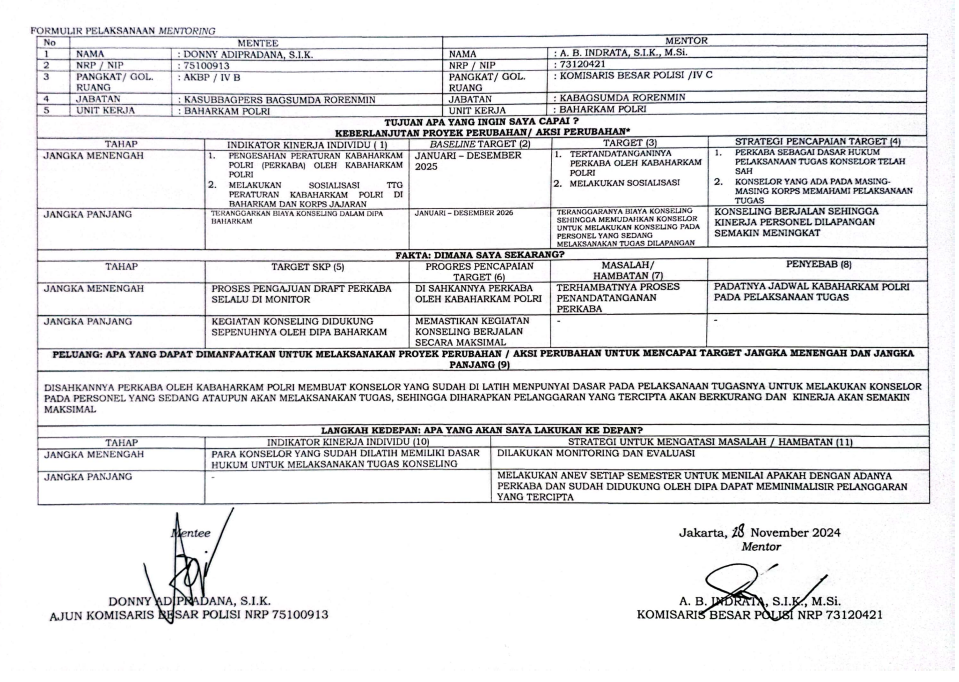 FORMULIR PELAKSANAAN MENTORING
No MENTEE MENTOR
1 NAMA : DONNY ADIPRADANA, S.I.K. NAMA : A. B. INDRATA, S.I.K., M.Si.
2 NRP / NIP : 75100913 NRP / NIP : 73120421
3 PANGKAT/ GOL. : AKBP / IV B PANGKAT/ GOL. : KOMISARIS BESAR POLISI /IV C
RUANG RUANG
4 JABATAN : KASUBBAGPERS BAGSUMDA RORENMIN JABATAN : KABAGSUMDA RORENMIN
5 UNIT KERJA : BAHARKAM POLRI UNIT KERJA : BAHARKAM POLRI
TUJUAN APA YANG INGIN SAYA CAPAI ?
KEBERLANJUTAN PROYEK PERUBAHAN/ AKSI PERUBAHAN*
TAHAP INDIKATOR KINERJA INDIVIDU ( 1) BASELINE TARGET (2) TARGET (3) STRATEGI PENCAPAIAN TARGET (4)
JANGKA MENENGAH
1. PENGESAHAN PERATURAN KABAHARKAM
POLRI (PERKABA) OLEH KABAHARKAM
POLRI
2. MELAKUKAN SOSIALISASI TTG
PERATURAN KABAHARKAM POLRI DI
BAHARKAM DAN KORPS JAJARAN
JANUARI – DESEMBER
2025
1. TERTANDATANGANINYA
PERKABA OLEH KABAHARKAM
POLRI
2. MELAKUKAN SOSIALISASI
1. PERKABA SEBAGAI DASAR HUKUM
PELAKSANAAN TUGAS KONSELOR TELAH
SAH
2. KONSELOR YANG ADA PADA MASING-
MASING KORPS MEMAHAMI PELAKSANAAN
TUGAS
JANGKA PANJANG
TERANGGARKAN BIAYA KONSELING DALAM DIPA
BAHARKAM
JANUARI – DESEMBER 2026
TERANGGARANYA BIAYA KONSELING
SEHINGGA MEMUDAHKAN KONSELOR
UNTUK MELAKUKAN KONSELING PADA
PERSONEL YANG SEDANG
MELAKSANAKAN TUGAS DILAPANGAN
KONSELING BERJALAN SEHINGGA
KINERJA PERSONEL DILAPANGAN
SEMAKIN MENINGKAT
FAKTA: DIMANA SAYA SEKARANG?
TAHAP TARGET SKP (5) PROGRES PENCAPAIAN MASALAH/ PENYEBAB (8)
TARGET (6) HAMBATAN (7)
JANGKA MENENGAH
PROSES PENGAJUAN DRAFT PERKABA
SELALU DI MONITOR
DI SAHKANNYA PERKABA
OLEH KABAHARKAM POLRI
TERHAMBATNYA PROSES
PENANDATANGANAN
PERKABA
PADATNYA JADWAL KABAHARKAM POLRI
PADA PELAKSANAAN TUGAS
JANGKA PANJANG
KEGIATAN KONSELING DIDUKUNG
SEPENUHNYA OLEH DIPA BAHARKAM
MEMASTIKAN KEGIATAN
KONSELING BERJALAN
SECARA MAKSIMAL
-
-
PELUANG: APA YANG DAPAT DIMANFAATKAN UNTUK MELAKSANAKAN PROYEK PERUBAHAN / AKSI PERUBAHAN UNTUK MENCAPAI TARGET JANGKA MENENGAH DAN JANGKA
PANJANG (9)
DISAHKANNYA PERKABA OLEH KABAHARKAM POLRI MEMBUAT KONSELOR YANG SUDAH DI LATIH MENPUNYAI DASAR PADA PELAKSANAAN TUGASNYA UNTUK MELAKUKAN KONSELOR
PADA PERSONEL YANG SEDANG ATAUPUN AKAN MELAKSANAKAN TUGAS, SEHINGGA DIHARAPKAN PELANGGARAN YANG TERCIPTA AKAN BERKURANG DAN KINERJA AKAN SEMAKIN
MAKSIMAL
LANGKAH KEDEPAN: APA YANG AKAN SAYA LAKUKAN KE DEPAN?
TAHAP INDIKATOR KINERJA INDIVIDU (10) STRATEGI UNTUK MENGATASI MASALAH / HAMBATAN (11)
JANGKA MENENGAH
PARA KONSELOR YANG SUDAH DILATIH MEMILIKI DASAR
HUKUM UNTUK MELAKSANAKAN TUGAS KONSELING
DILAKUKAN MONITORING DAN EVALUASI
JANGKA PANJANG
-
MELAKUKAN ANEV SETIAP SEMESTER UNTUK MENILAI APAKAH DENGAN ADANYA
PERKABA DAN SUDAH DIDUKUNG OLEH DIPA DAPAT MEMINIMALISIR PELANGGARAN
YANG TERCIPTA
Mentee
DONNY ADIPRADANA, S.I.K.
AJUN KOMISARIS BESAR POLISI NRP 75100913
Jakarta, 28 November 2024
Mentor
A. B. INDRATA, S.I.K., M.Si.
KOMISARIS BESAR POLISI NRP 73120421